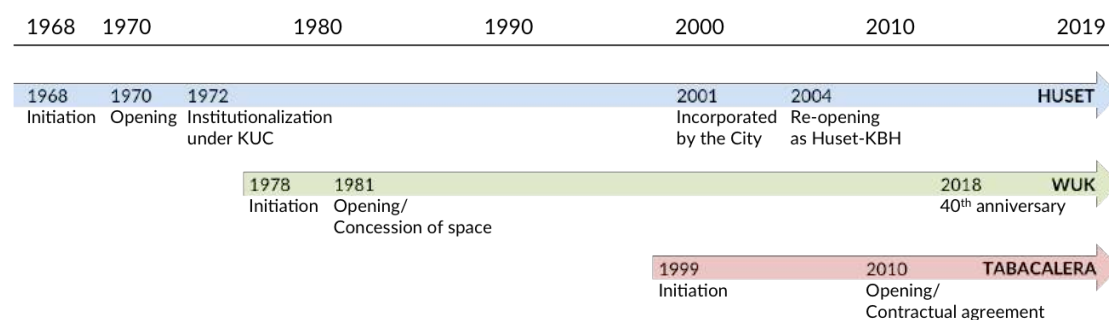 1968 1970 1980 1990 2000 2010 2019
1968 1970 1972 2001 2004 HUSET
Initiation Opening Institutionalization Incorporated Re-opening
under KUC by the City as Huset-KBH
1978 1981 2018 WUK
Initiation Opening/ 40th anniversary
Concession of space
1999 2010 TABACALERA
Initiation Opening/
Contractual agreement